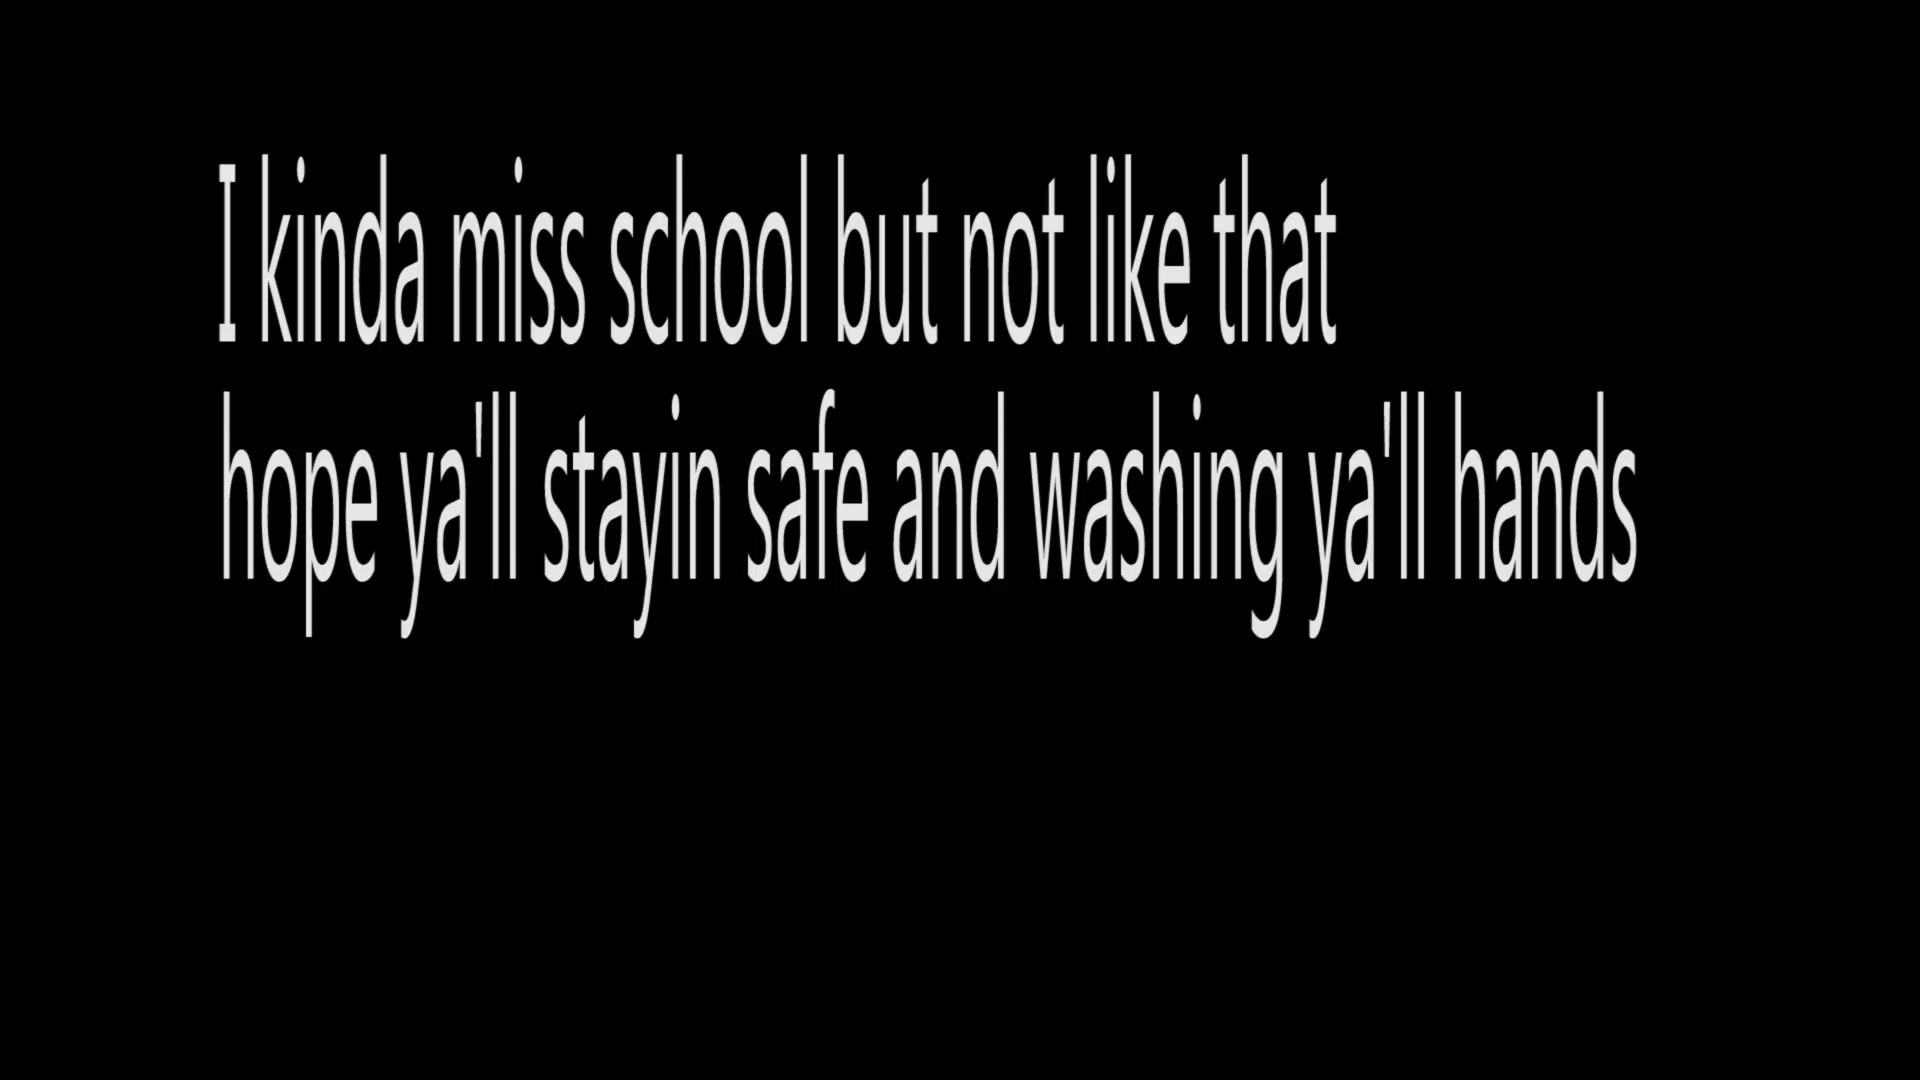 I kinda miss school but not like that
hope ya'll stayin safe and washing ya'll hands